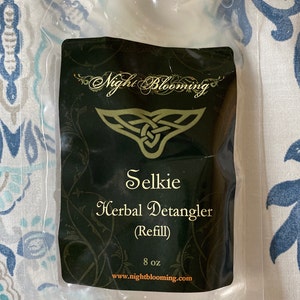 Night Blooming
Selkie
Herbal Detangler
(Refill)
8 oz
www.nightblooming.com